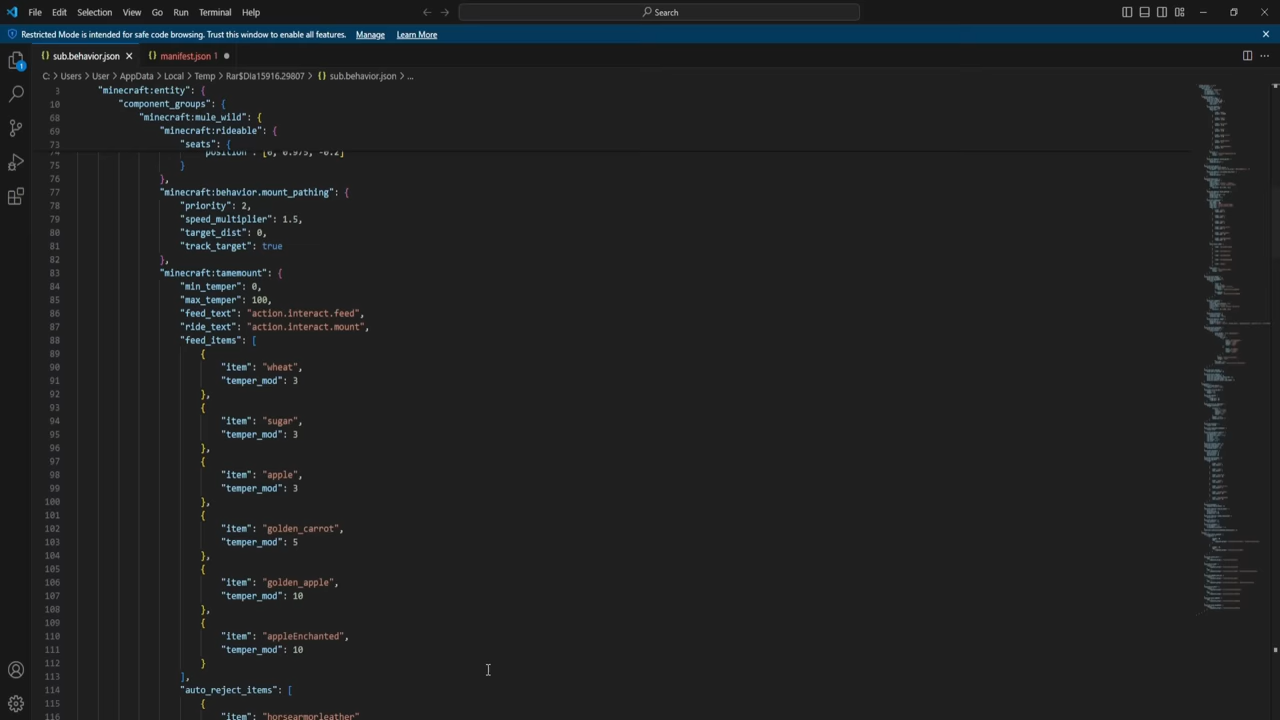 File Edit Selection View Go Run Terminal Help
Search
Restricted Mode is intended for safe code browsing. Trust this window to enable all features. Manage Learn More
{} sub.behavior.json {} manifest.json 1
C: > Users > User > AppData > Local > Temp > Rar$DIa15916.29807 > {} sub.behavior.json > ...
1
3 "minecraft:entity": {
10 "component_groups": {
68 "minecraft:mule_wild": {
69 "minecraft:rideable": {
73 "seats": {
74 "position": [0, 0.975, -0.2]
75 }
76 },
77 "minecraft:behavior.mount_pathing": {
78 "priority": 2,
79 "speed_multiplier": 1.5,
80 "target_dist": 0,
81 "track_target": true
82 },
83 "minecraft:tamemount": {
84 "min_temper": 0,
85 "max_temper": 100,
86 "feed_text": "action.interact.feed",
87 "ride_text": "action.interact.mount",
88 "feed_items": [
89 {
90 "item": "wheat",
91 "temper_mod": 3
92 },
93 {
94 "item": "sugar",
95 "temper_mod": 3
96 },
97 {
98 "item": "apple",
99 "temper_mod": 3
100 },
101 {
102 "item": "golden_carrot",
103 "temper_mod": 5
104 },
105 {
106 "item": "golden_apple",
107 "temper_mod": 10
108 },
109 {
110 "item": "appleEnchanted",
111 "temper_mod": 10
112 }
113 ],
114 "auto_reject_items": [
115 {
116 "item": "horsearmorleather"